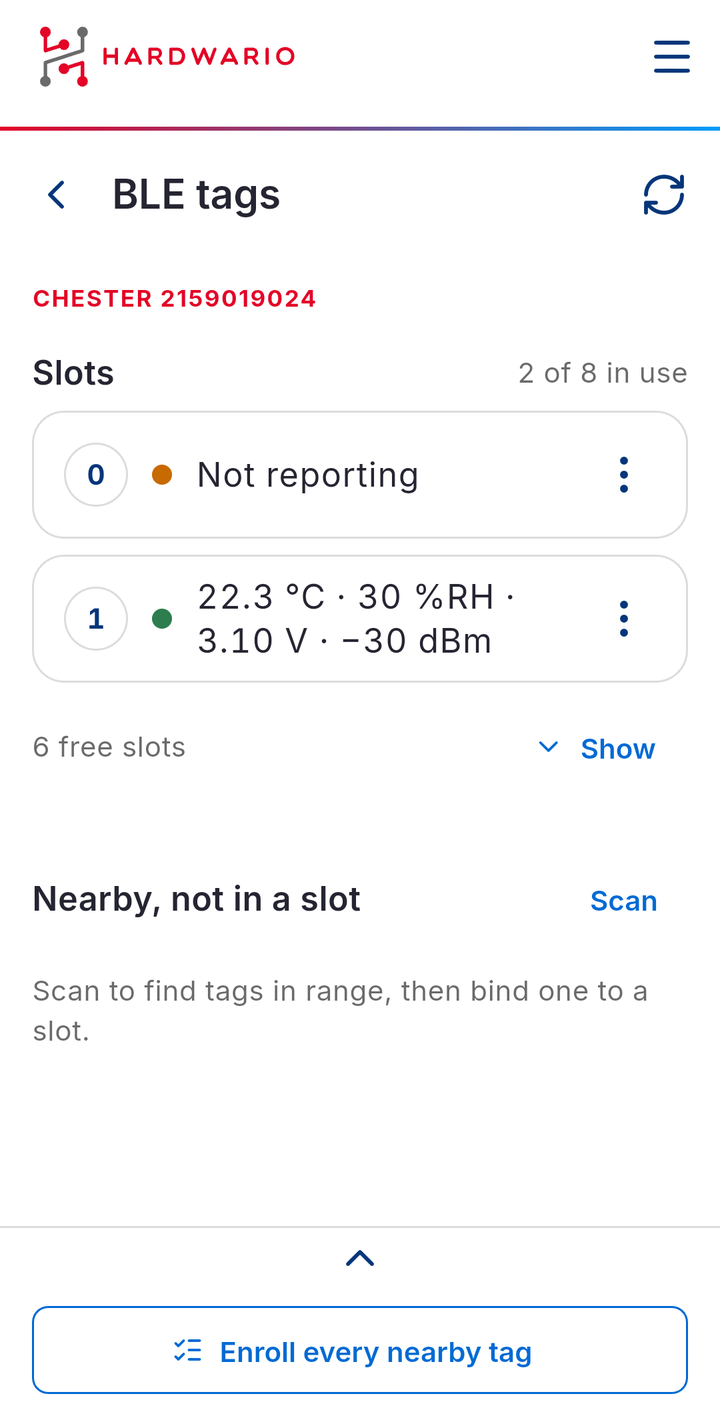 HARDWARIO
BLE tags
CHESTER 2159019024
Slots
2 of 8 in use
0
Not reporting
1
22.3 °C · 30 %RH ·
3.10 V · −30 dBm
6 free slots
Show
Nearby, not in a slot
Scan
Scan to find tags in range, then bind one to a
slot.
Enroll every nearby tag